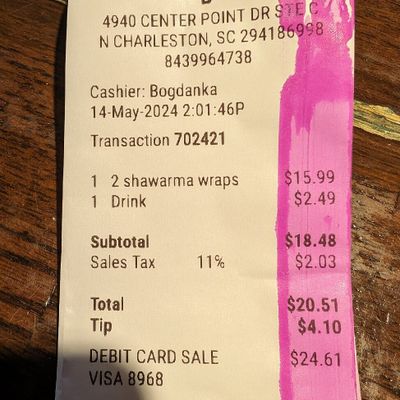 4940 CENTER POINT DR STE C
N CHARLESTON, SC 294186998
8439964738
Cashier: Bogdanka
14-May-2024 2:01:46P
Transaction 702421
1 2 shawarma wraps $15.99
1 Drink $2.49
Subtotal $18.48
Sales Tax 11% $2.03
Total $20.51
Tip $4.10
DEBIT CARD SALE $24.61
VISA 8968